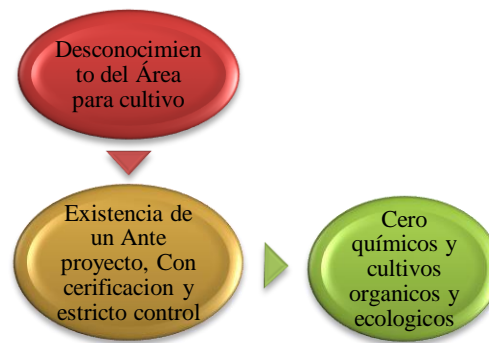 Desconocimien
to del Área
para cultivo
Existencia de
un Ante
proyecto, Con
cerificacion y
estricto control
Cero
químicos y
cultivos
organicos y
ecologicos